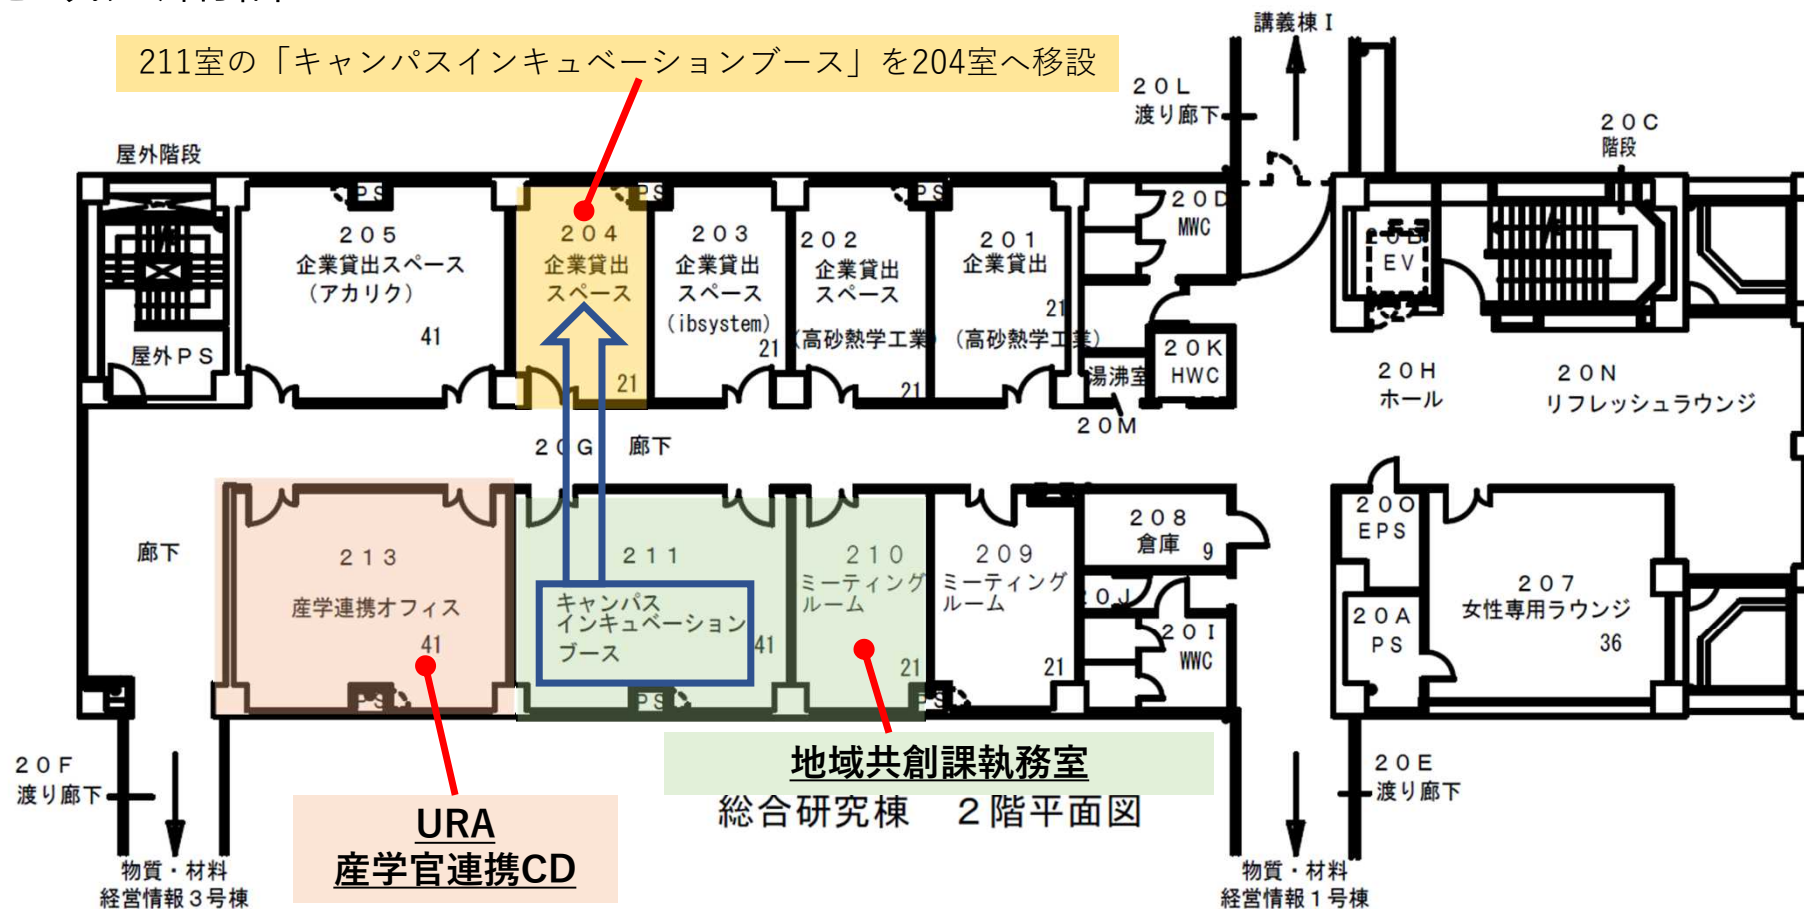 211室の「キャンパスインキュベーションブース」を204室へ移設
講義棟Ⅰ
20L
渡り廊下
20C
階段
屋外階段
PS
PS
PS
205
企業貸出スペース
(アカリク)
41
204
企業貸出
スペース
21
203
企業貸出
スペース
(ibsystem)
21
202
企業貸出
スペース
(高砂熱学工業)
21
201
企業貸出
21
(高砂熱学工業)
20D
MWC
20B
EV
屋外PS
湯沸室
20K
HWC
20H
ホール
20N
リフレッシュラウンジ
20M
20G 廊下
廊下
213
産学連携オフィス
41
PS
211
キャンパス
インキュベーション
ブース
41
PS
210
ミーティング
ルーム
21
PS
209
ミーティング
ルーム
21
208
倉庫
9
20J
20I
WWC
20O
EPS
20A
PS
207
女性専用ラウンジ
36
20F
渡り廊下
地域共創課執務室
20E
渡り廊下
URA
産学官連携CD
総合研究棟 2階平面図
物質・材料
経営情報3号棟
物質・材料
経営情報1号棟